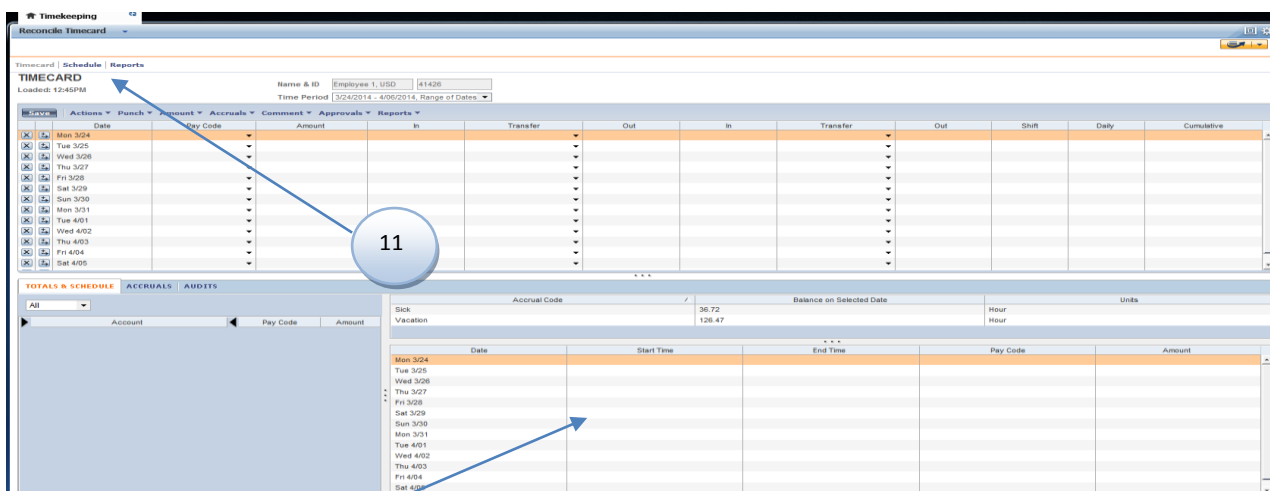 Timekeeping
Reconcile Timecard
Timecard | Schedule | Reports
TIMECARD
Loaded: 12:45PM
Name & ID Employee 1, USD 41426
Time Period 3/24/2014 - 4/06/2014, Range of Dates
Save Actions Punch Amount Accruals Comment Approvals Reports
Date Pay Code Amount In Transfer Out In Transfer Out Shift Daily Cumulative
Mon 3/24
Tue 3/25
Wed 3/26
Thu 3/27
Fri 3/28
Sat 3/29
Sun 3/30
Mon 3/31
Tue 4/01
Wed 4/02
Thu 4/03
Fri 4/04
Sat 4/05
11
TOTALS & SCHEDULE ACCRUALS | AUDITS
All
Account Pay Code Amount
Accrual Code / Balance on Selected Date Units
Sick 36.72 Hour
Vacation 126.47 Hour
Date Start Time End Time Pay Code Amount
Mon 3/24
Tue 3/25
Wed 3/26
Thu 3/27
Fri 3/28
Sat 3/29
Sun 3/30
Mon 3/31
Tue 4/01
Wed 4/02
Thu 4/03
Fri 4/04
Sat 4/05